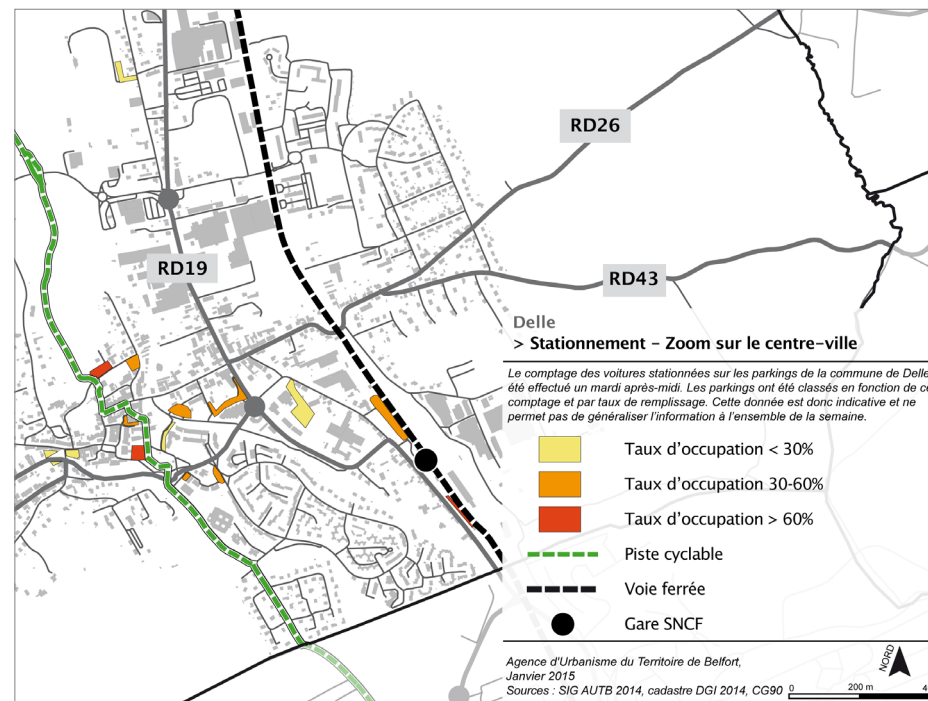 RD26
RD19
RD43
Delle
> Stationnement – Zoom sur le centre-ville
Le comptage des voitures stationnées sur les parkings de la commune de Delle
été effectué un mardi après-midi. Les parkings ont été classés en fonction de ce
comptage et par taux de remplissage. Cette donnée est donc indicative et ne
permet pas de généraliser l'information à l'ensemble de la semaine.
Taux d'occupation < 30%
Taux d'occupation 30-60%
Taux d'occupation > 60%
Piste cyclable
Voie ferrée
Gare SNCF
NORD
Agence d'Urbanisme du Territoire de Belfort,
Janvier 2015
Sources : SIG AUTB 2014, cadastre DGI 2014, CG90
0 200 m 4